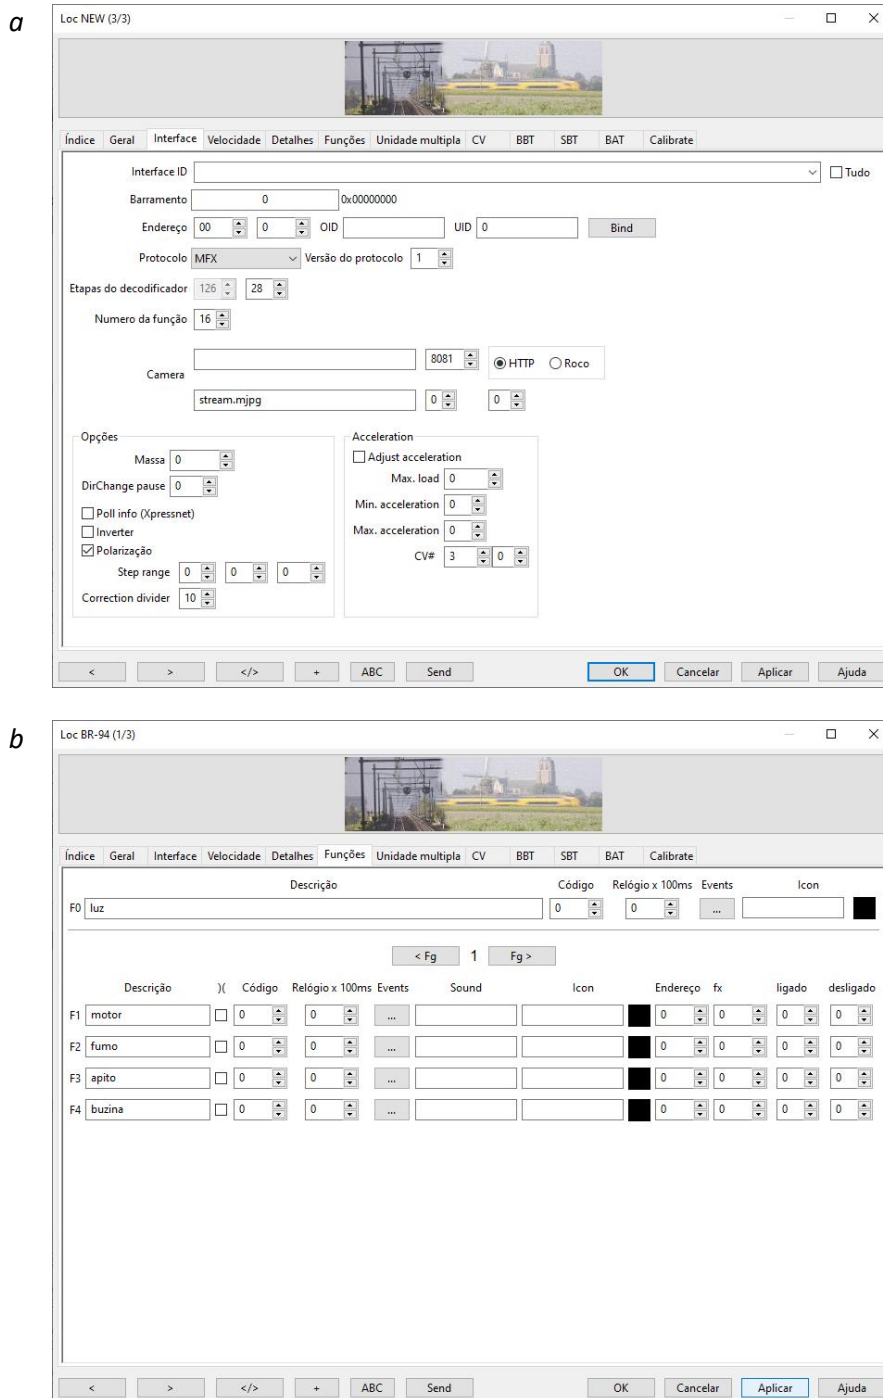 a
Loc NEW (3/3)
Índice Geral Interface Velocidade Detalhes Funções Unidade multipla CV BBT SBT BAT Calibrate
Interface ID Tudo
Barramento 0 0x00000000
Endereço 00 0 OID UID 0 Bind
Protocolo MFX Versão do protocolo 1
Etapas do decodificador 126 28
Numero da função 16
8081 HTTP Roco
Camera
stream.mjpg 0 0
Opções
Massa 0
DirChange pause 0
Poll info (Xpressnet)
Inverter
Polarização
Step range 0 0 0
Correction divider 10
Acceleration
Adjust acceleration
Max. load 0
Min. acceleration 0
Max. acceleration 0
CV# 3 0
< > </> + ABC Send OK Cancelar Aplicar Ajuda
b
Loc BR-94 (1/3)
Índice Geral Interface Velocidade Detalhes Funções Unidade multipla CV BBT SBT BAT Calibrate
Descrição Código Relógio x 100ms Events Icon
F0 luz 0 0 ...
< Fg 1 Fg >
Descrição )( Código Relógio x 100ms Events Sound Icon Endereço fx ligado desligado
F1 motor 0 0 ... 0 0 0 0
F2 fumo 0 0 ... 0 0 0 0
F3 apito 0 0 ... 0 0 0 0
F4 buzina 0 0 ... 0 0 0 0
< > </> + ABC Send OK Cancelar Aplicar Ajuda